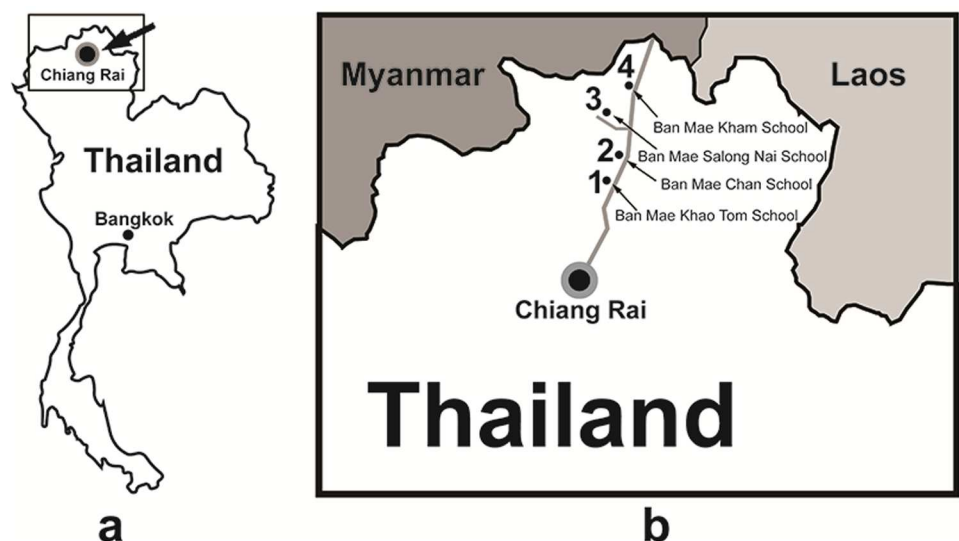 Chiang Rai
Thailand
Bangkok
a
Myanmar
Laos
4
3
2
1
Ban Mae Kham School
Ban Mae Salong Nai School
Ban Mae Chan School
Ban Mae Khao Tom School
Chiang Rai
Thailand
b